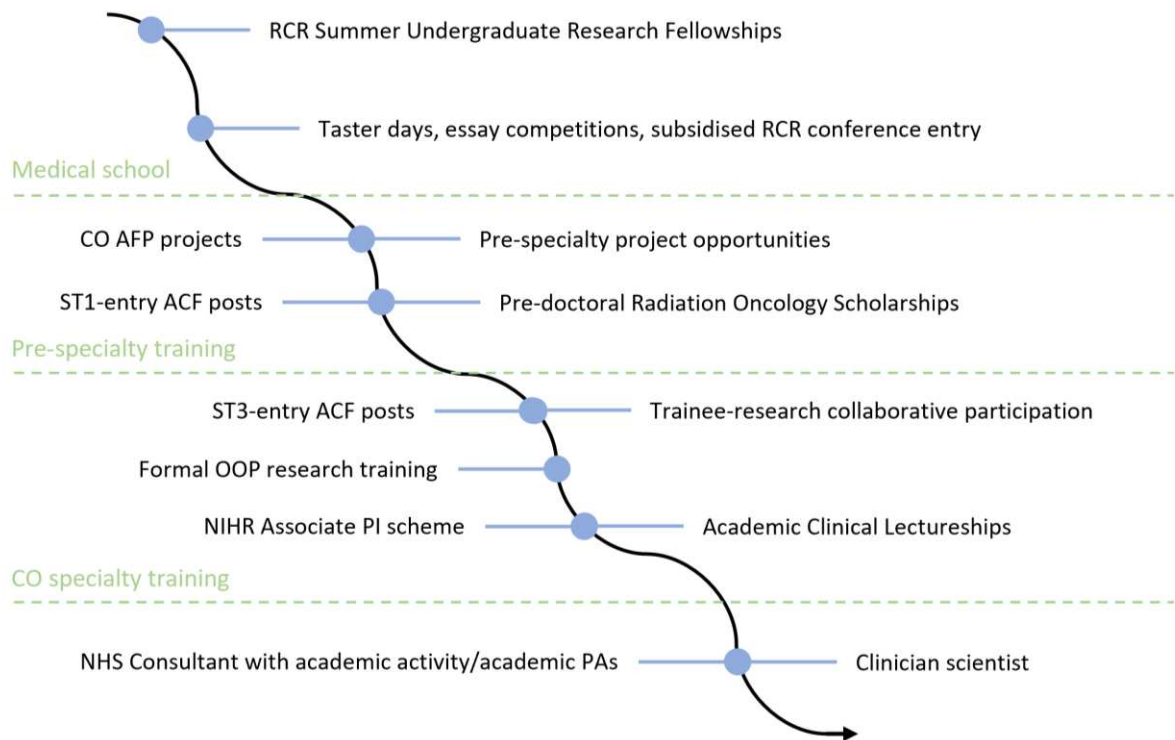 RCR Summer Undergraduate Research Fellowships
Taster days, essay competitions, subsidised RCR conference entry
Medical school
CO AFP projects
Pre-specialty project opportunities
ST1-entry ACF posts
Pre-doctoral Radiation Oncology Scholarships
Pre-specialty training
ST3-entry ACF posts
Trainee-research collaborative participation
Formal OOP research training
NIHR Associate PI scheme
Academic Clinical Lectureships
CO specialty training
NHS Consultant with academic activity/academic PAs
Clinician scientist